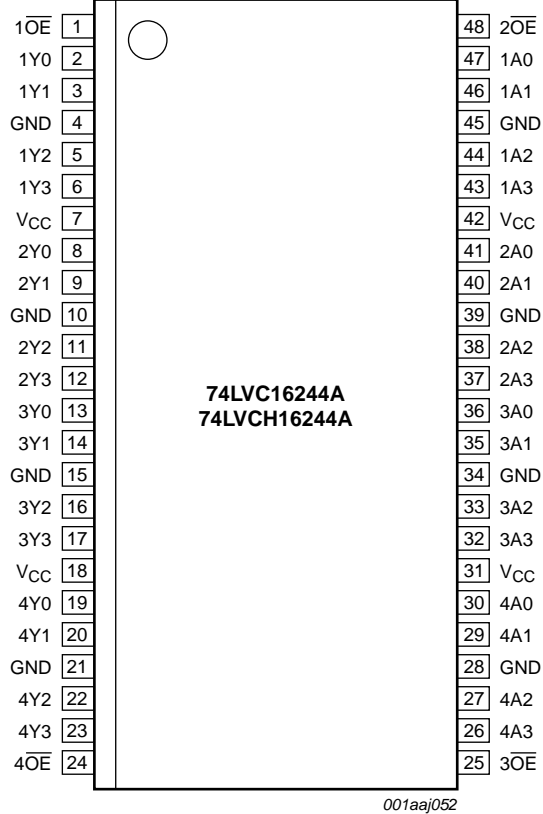 1O̅E̅ 1 48 2O̅E̅
1Y0 2 47 1A0
1Y1 3 46 1A1
GND 4 45 GND
1Y2 5 44 1A2
1Y3 6 43 1A3
VCC 7 42 VCC
2Y0 8 41 2A0
2Y1 9 40 2A1
GND 10 39 GND
2Y2 11 38 2A2
2Y3 12 37 2A3
74LVC16244A
74LVCH16244A
3Y0 13 36 3A0
3Y1 14 35 3A1
GND 15 34 GND
3Y2 16 33 3A2
3Y3 17 32 3A3
VCC 18 31 VCC
4Y0 19 30 4A0
4Y1 20 29 4A1
GND 21 28 GND
4Y2 22 27 4A2
4Y3 23 26 4A3
4O̅E̅ 24 25 3O̅E̅
001aaj052